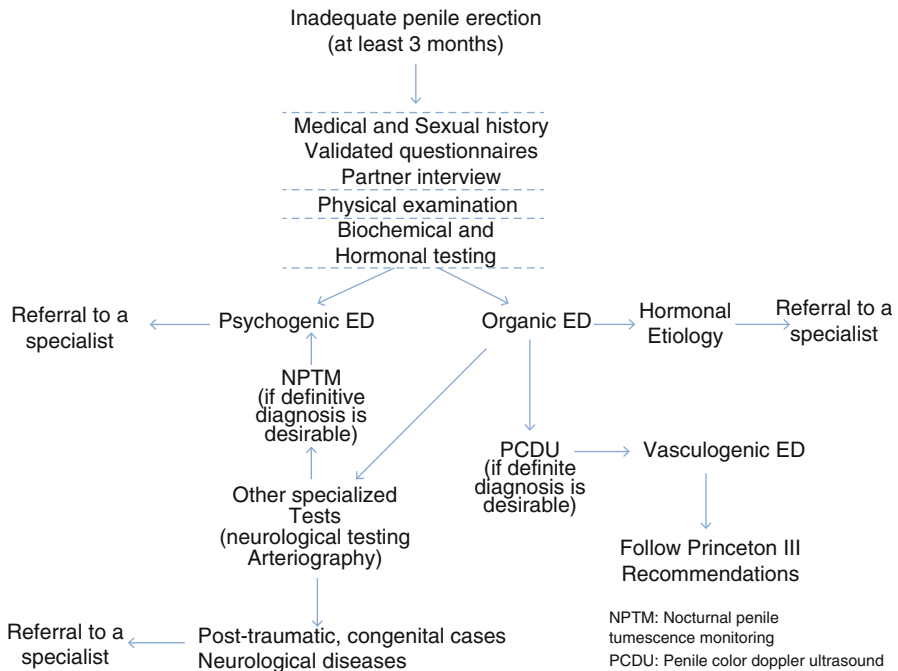 Inadequate penile erection
(at least 3 months)
Medical and Sexual history
Validated questionnaires
Partner interview
Physical examination
Biochemical and
Hormonal testing
Referral to a
specialist
Psychogenic ED
Organic ED
Hormonal
Etiology
Referral to a
specialist
NPTM
(if definitive
diagnosis is
desirable)
PCDU
(if definite
diagnosis is
desirable)
Vasculogenic ED
Other specialized
Tests
(neurological testing
Arteriography)
Follow Princeton III
Recommendations
Referral to a
specialist
Post-traumatic, congenital cases
Neurological diseases
NPTM: Nocturnal penile
tumescence monitoring
PCDU: Penile color doppler ultrasound